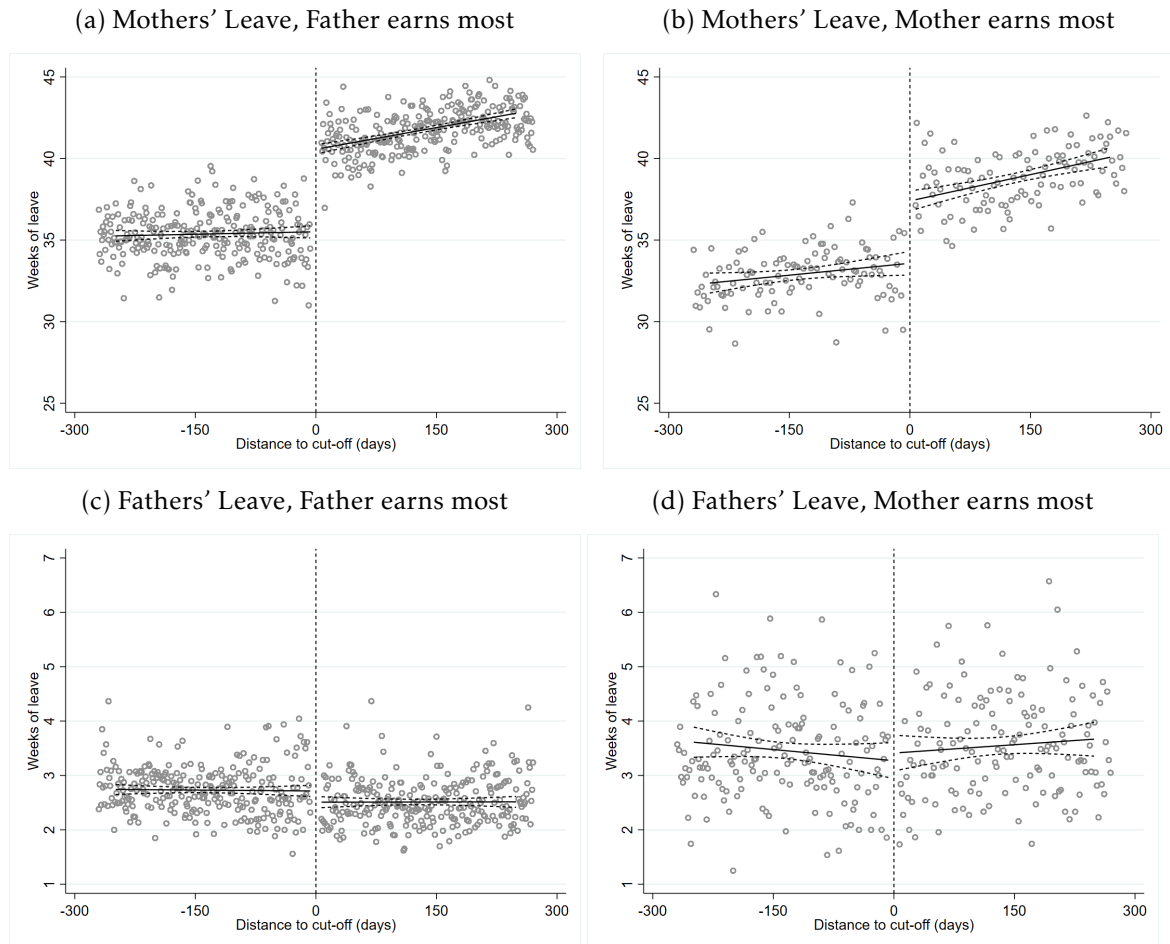 (a) Mothers' Leave, Father earns most
(b) Mothers' Leave, Mother earns most
45
40
35
30
25
Weeks of leave
-300 -150 0 150 300
Distance to cut-off (days)
45
40
35
30
25
Weeks of leave
-300 -150 0 150 300
Distance to cut-off (days)
(c) Fathers' Leave, Father earns most
(d) Fathers' Leave, Mother earns most
7
6
5
4
3
2
1
Weeks of leave
-300 -150 0 150 300
Distance to cut-off (days)
7
6
5
4
3
2
1
Weeks of leave
-300 -150 0 150 300
Distance to cut-off (days)